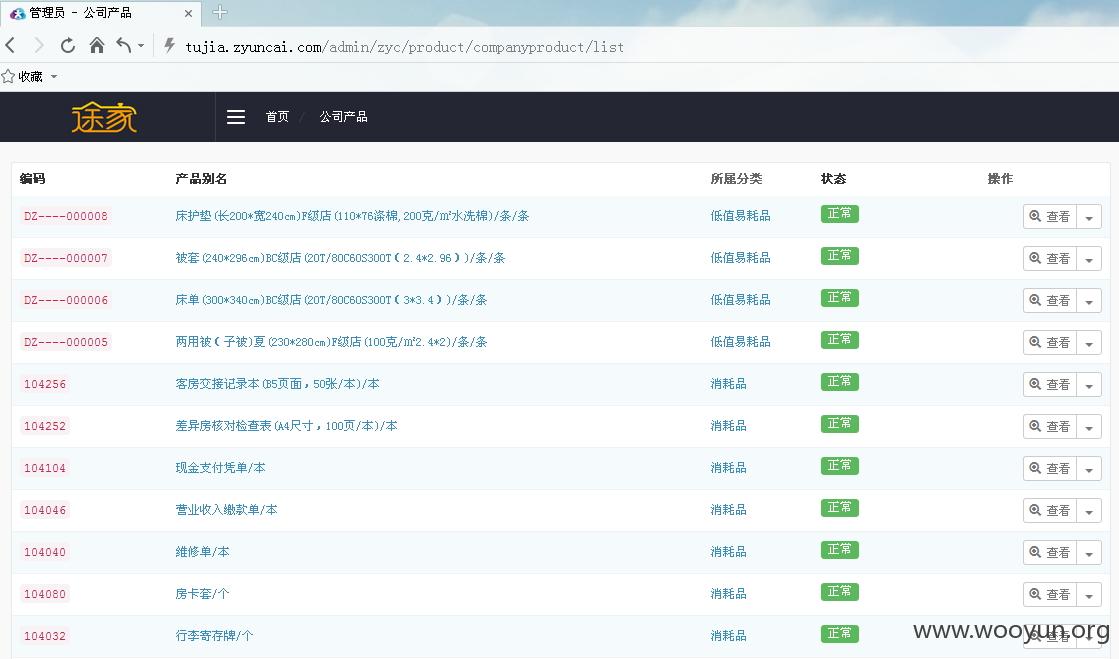 管理员 - 公司产品
tujia.zyuncai.com/admin/zyc/product/companyproduct/list
收藏
途家 首页 / 公司产品
编码 产品别名 所属分类 状态 操作
DZ----000008 床护垫(长200*宽240cm)F级店(110*76涤棉,200克/㎡水洗棉)/条/条 低值易耗品 正常 查看
DZ----000007 被套(240*296cm)BC级店(20T/80C60S300T(2.4*2.96))/条/条 低值易耗品 正常 查看
DZ----000006 床单(300*340cm)BC级店(20T/80C60S300T(3*3.4))/条/条 低值易耗品 正常 查看
DZ----000005 两用被(子被)夏(230*280cm)F级店(100克/㎡2.4*2)/条/条 低值易耗品 正常 查看
104256 客房交接记录本(B5页面,50张/本)/本 消耗品 正常 查看
104252 差异房核对检查表(A4尺寸,100页/本)/本 消耗品 正常 查看
104104 现金支付凭单/本 消耗品 正常 查看
104046 营业收入缴款单/本 消耗品 正常 查看
104040 维修单/本 消耗品 正常 查看
104080 房卡套/个 消耗品 正常 查看
104032 行李寄存牌/个 消耗品 正常 查看
www.wooyun.org